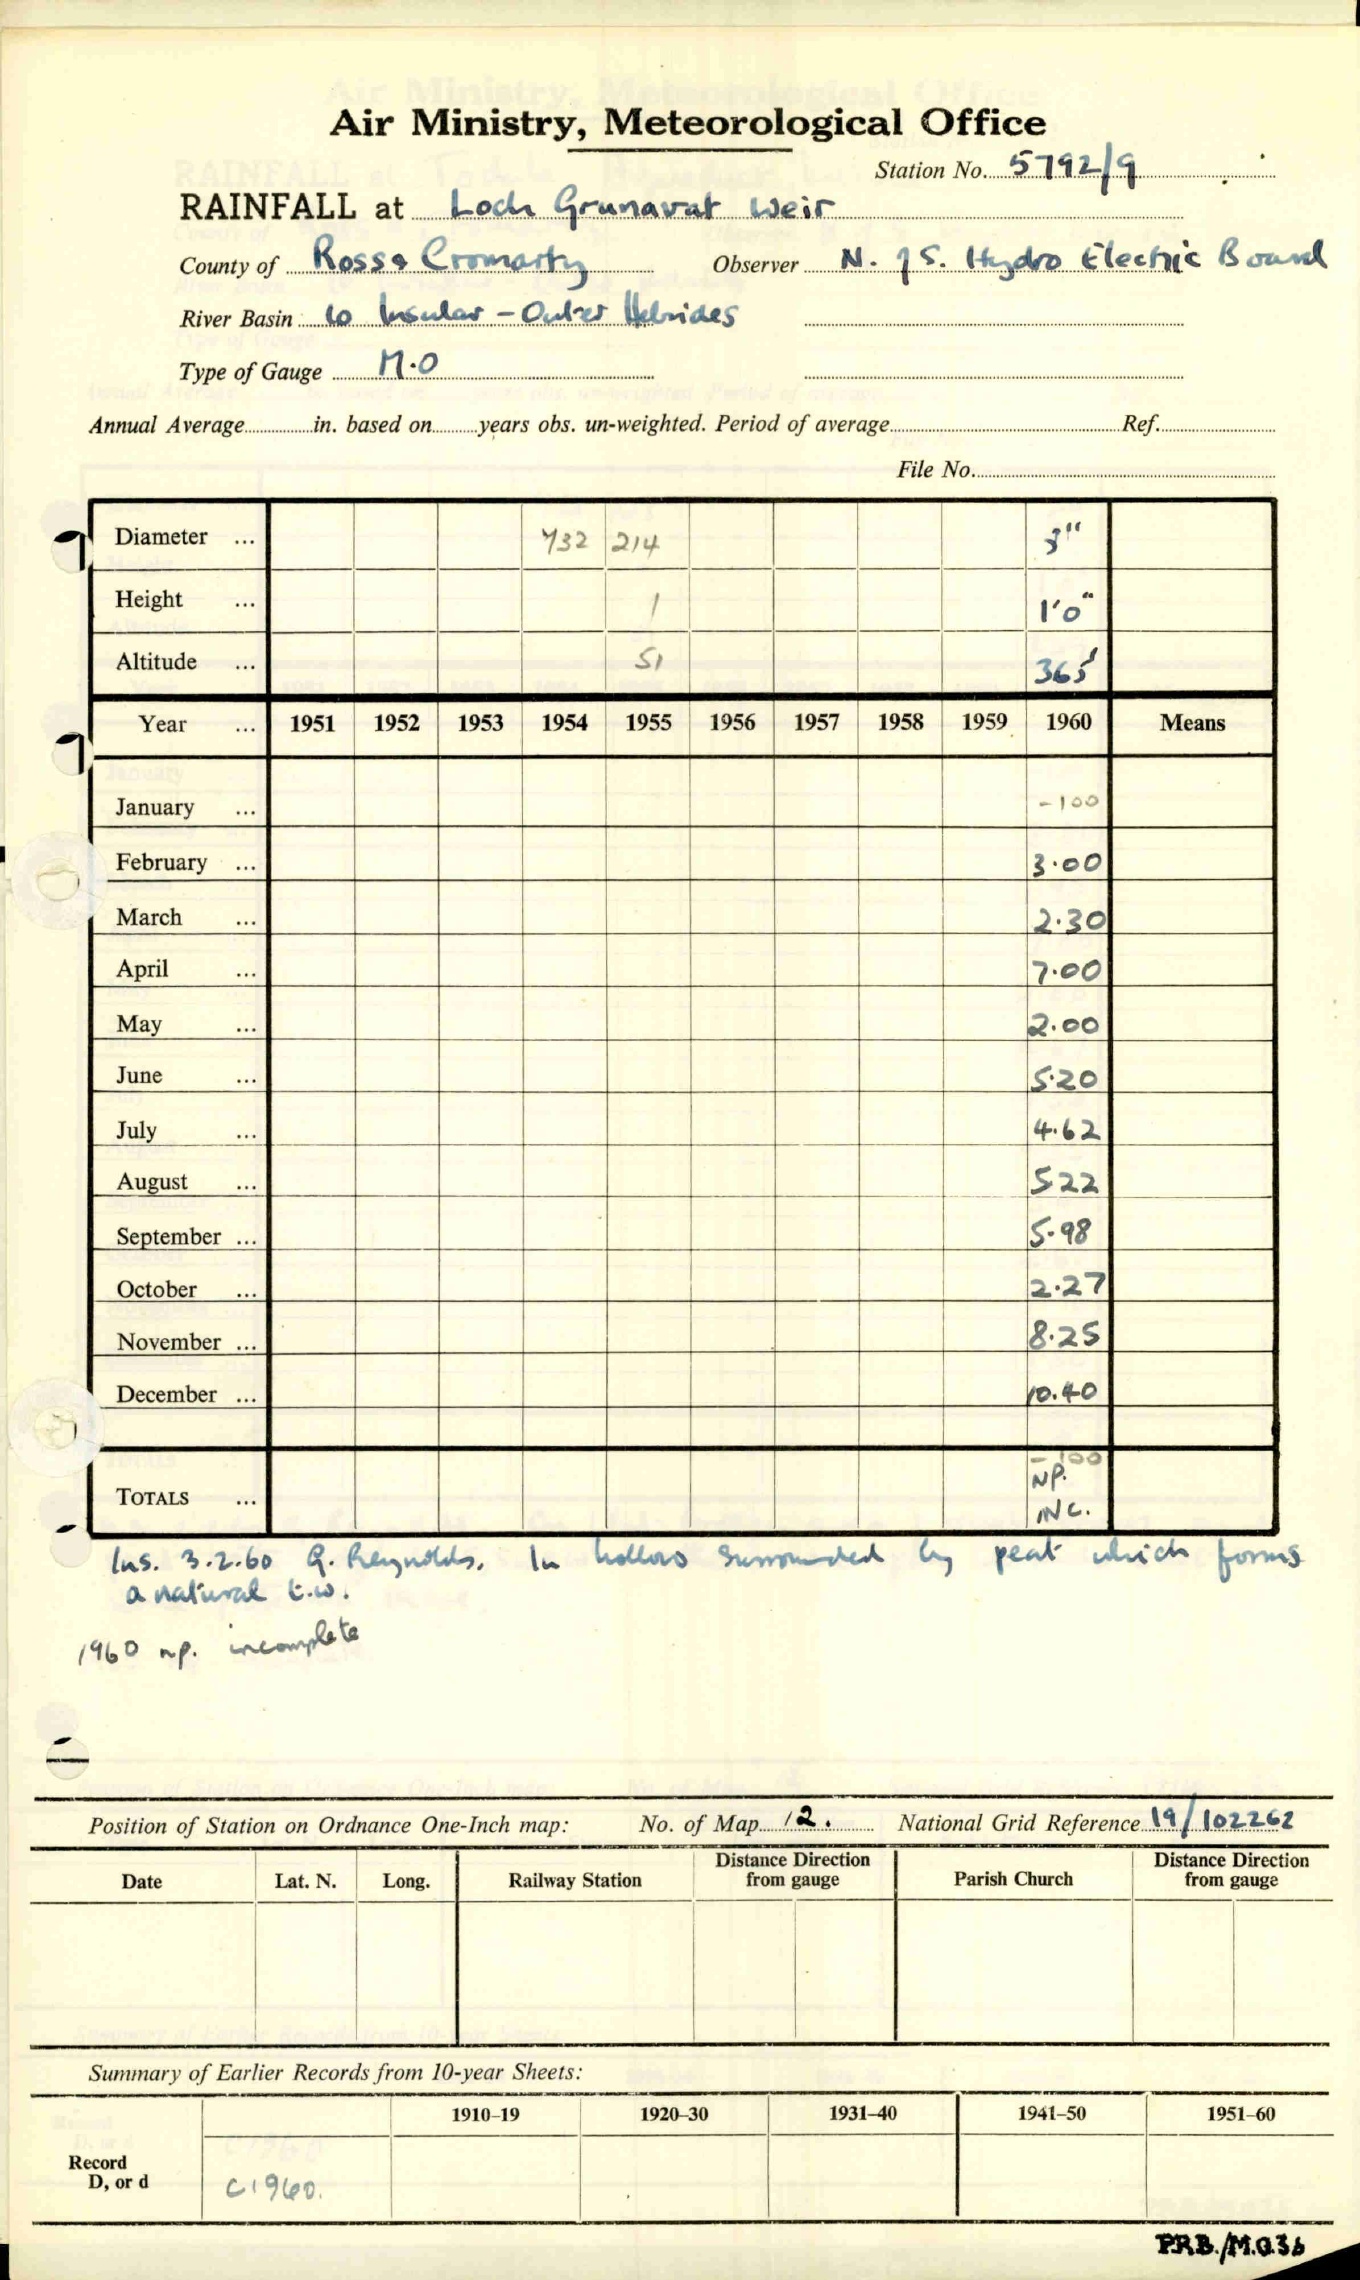 Air Ministry, Meteorological Office
Station No. 5792/9
RAINFALL at Loch Grunavat Weir
County of Ross & Cromarty Observer N. of S. Hydro Electric Board
River Basin 10 Insular - Outer Hebrides
Type of Gauge M.O
Annual Average in. based on years obs. un-weighted. Period of average Ref.
File No.
Diameter ... 732 214 3"
Height ... 1 1'0"
Altitude ... 51 365'
Year ... 1951 1952 1953 1954 1955 1956 1957 1958 1959 1960 Means
January ... -100
February ... 3.00
March ... 2.30
April ... 7.00
May ... 2.00
June ... 5.20
July ... 4.62
August ... 5 22
September ... 5.98
October ... 2.27
November ... 8.25
December ... 10.40
-100
NP.
TOTALS ... INC.
Ins. 3.2.60 G. Reynolds. In hollow surrounded by peat which forms
a natural t.w.
1960 np. incomplete
Position of Station on Ordnance One-Inch map: No. of Map 12. National Grid Reference 19/102262
Date Lat. N. Long. Railway Station Distance Direction from gauge Parish Church Distance Direction from gauge
Summary of Earlier Records from 10-year Sheets:
1910–19 1920–30 1931–40 1941–50 1951–60
Record
D, or d C1960.
P.R.B./M.O.36